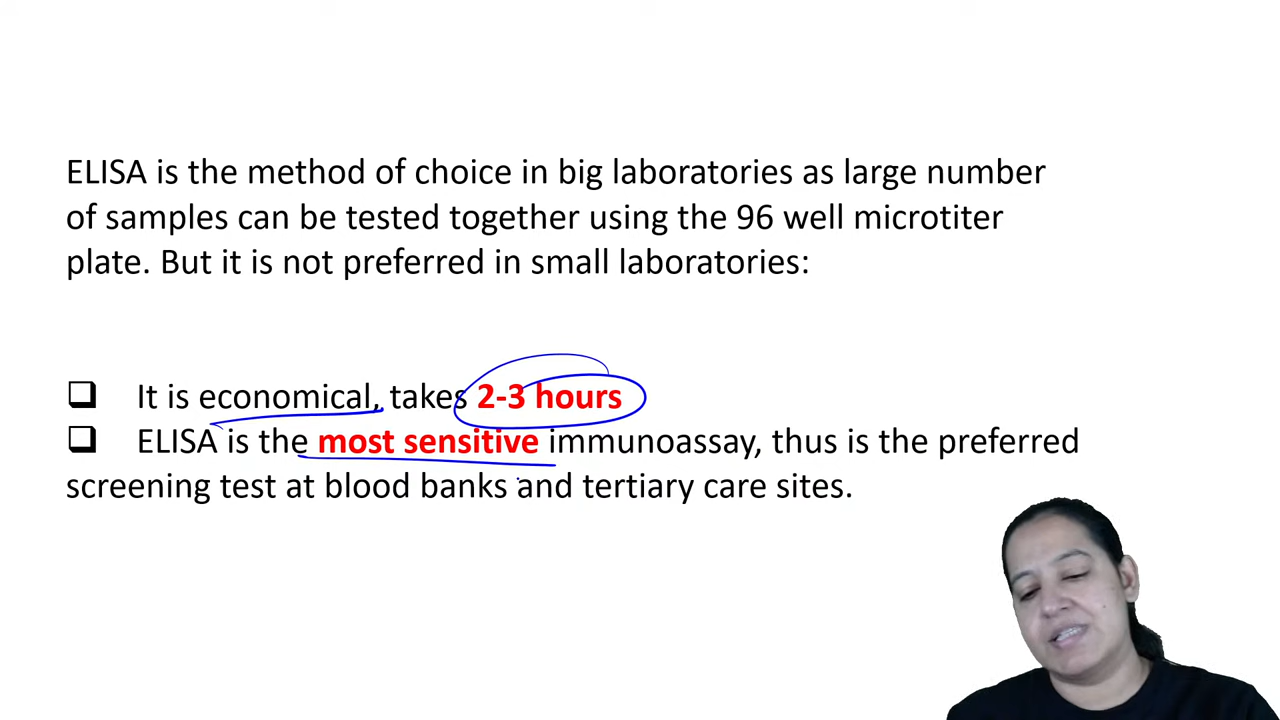 ELISA is the method of choice in big laboratories as large number
of samples can be tested together using the 96 well microtiter
plate. But it is not preferred in small laboratories:
It is economical, takes 2-3 hours
ELISA is the most sensitive immunoassay, thus is the preferred
screening test at blood banks and tertiary care sites.